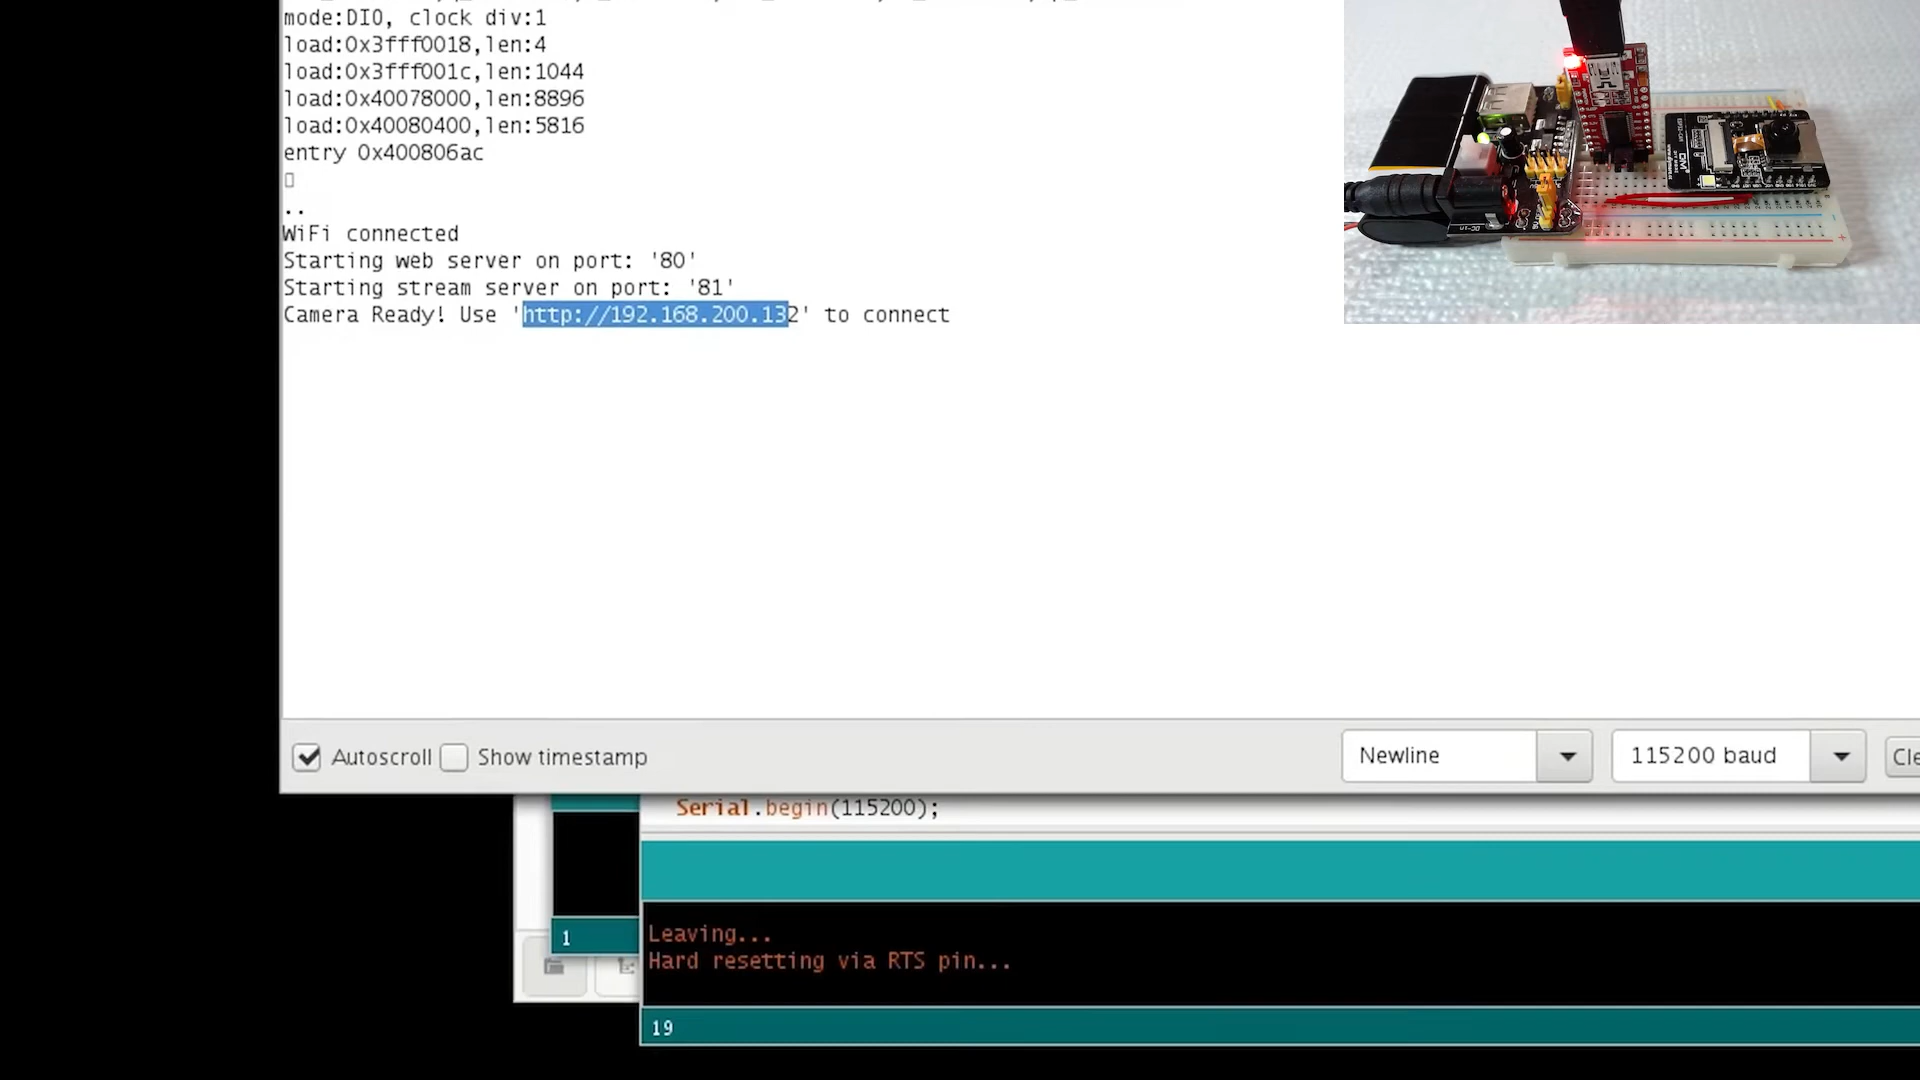 mode:DIO, clock div:1
load:0x3fff0018,len:4
load:0x3fff001c,len:1044
load:0x40078000,len:8896
load:0x40080400,len:5816
entry 0x400806ac
..
WiFi connected
Starting web server on port: '80'
Starting stream server on port: '81'
Camera Ready! Use 'http://192.168.200.132' to connect
Autoscroll Show timestamp Newline 115200 baud
Serial.begin(115200);
Leaving...
1
Hard resetting via RTS pin...
19